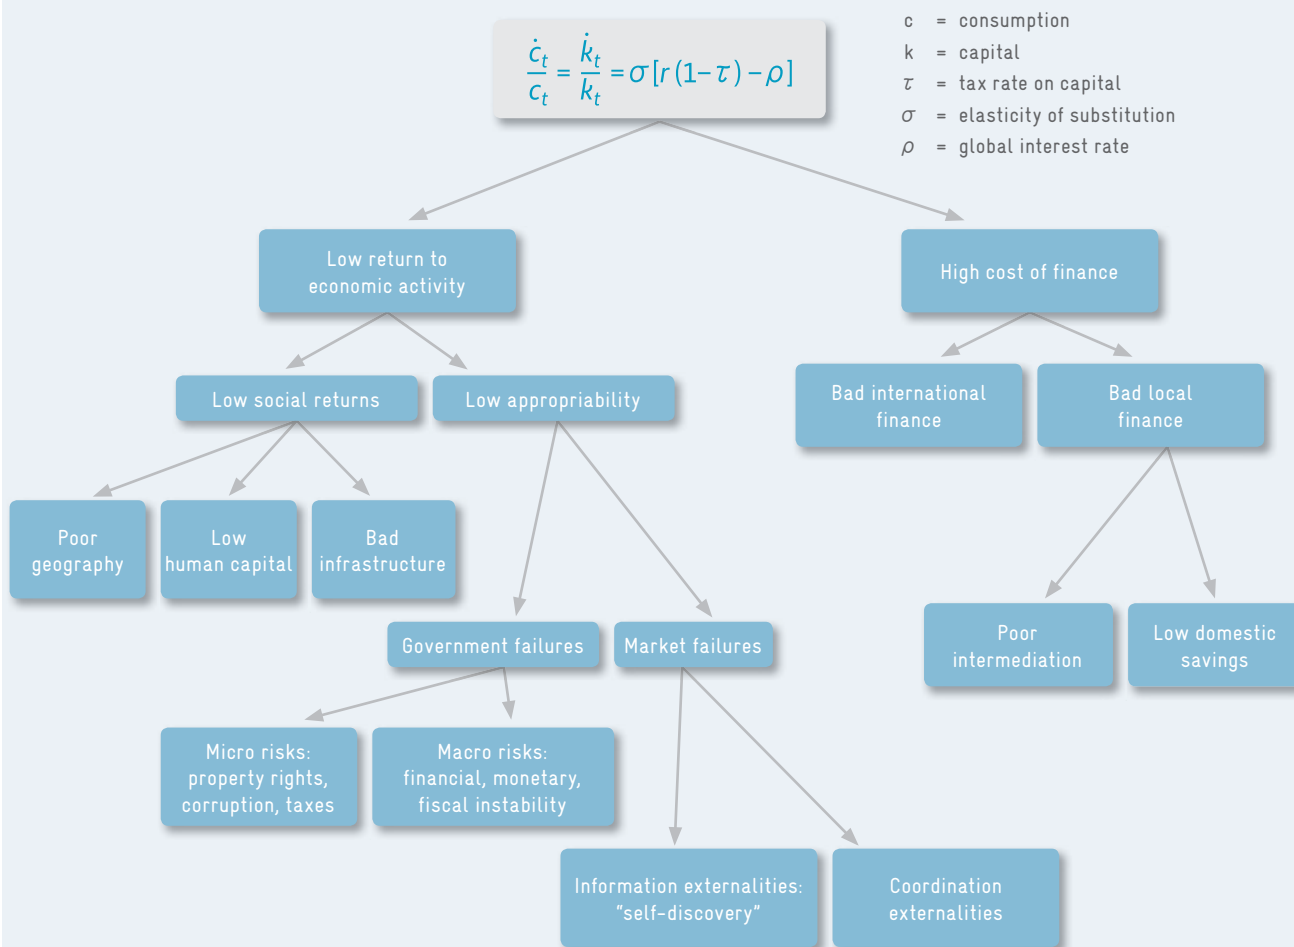 ċₜ/cₜ = k̇ₜ/kₜ = σ[r(1−τ)−ρ]
c = consumption
k = capital
τ = tax rate on capital
σ = elasticity of substitution
ρ = global interest rate
Low return to
economic activity
High cost of finance
Low social returns
Low appropriability
Bad international
finance
Bad local
finance
Poor
geography
Low
human capital
Bad
infrastructure
Government failures
Market failures
Poor
intermediation
Low domestic
savings
Micro risks:
property rights,
corruption, taxes
Macro risks:
financial, monetary,
fiscal instability
Information externalities:
"self-discovery"
Coordination
externalities